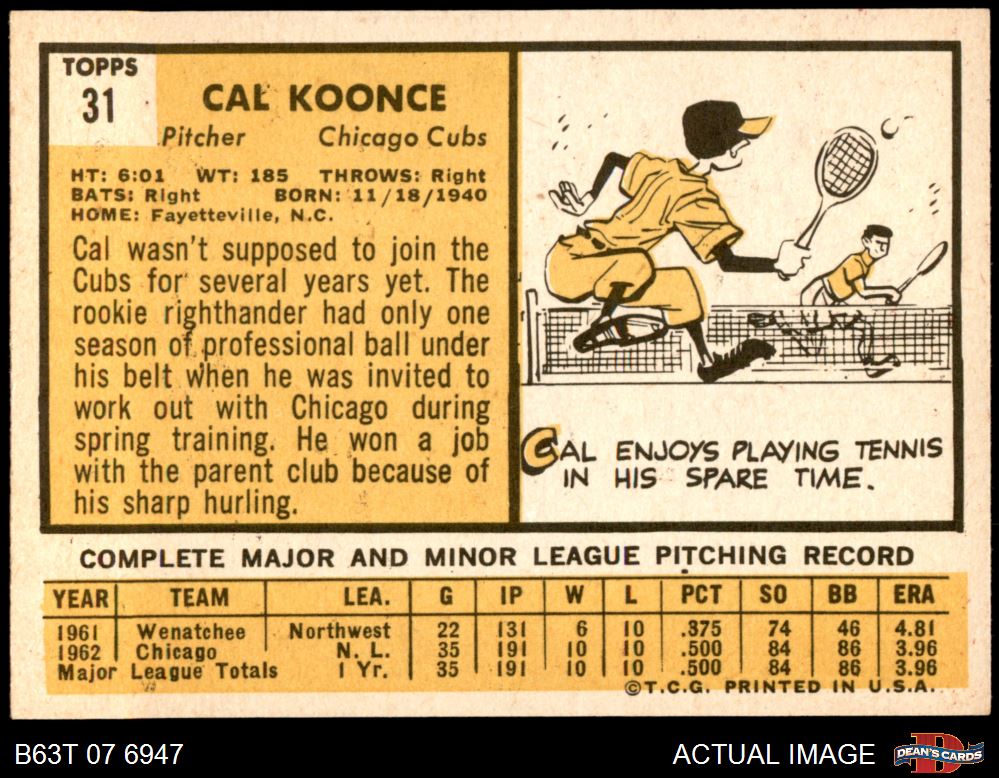 TOPPS
31
CAL KOONCE
Pitcher Chicago Cubs
HT: 6:01 WT: 185 THROWS: Right
BATS: Right BORN: 11/18/1940
HOME: Fayetteville, N.C.
Cal wasn't supposed to join the
Cubs for several years yet. The
rookie righthander had only one
season of professional ball under
his belt when he was invited to
work out with Chicago during
spring training. He won a job
with the parent club because of
his sharp hurling.
CAL ENJOYS PLAYING TENNIS
IN HIS SPARE TIME.
COMPLETE MAJOR AND MINOR LEAGUE PITCHING RECORD
YEAR TEAM LEA. G IP W L PCT SO BB ERA
1961 Wenatchee Northwest 22 131 6 10 .375 74 46 4.81
1962 Chicago N. L. 35 191 10 10 .500 84 86 3.96
Major League Totals 1 Yr. 35 191 10 10 .500 84 86 3.96
©T.C.G. PRINTED IN U.S.A.
B63T 07 6947 ACTUAL IMAGE
D
DEAN'S CARDS